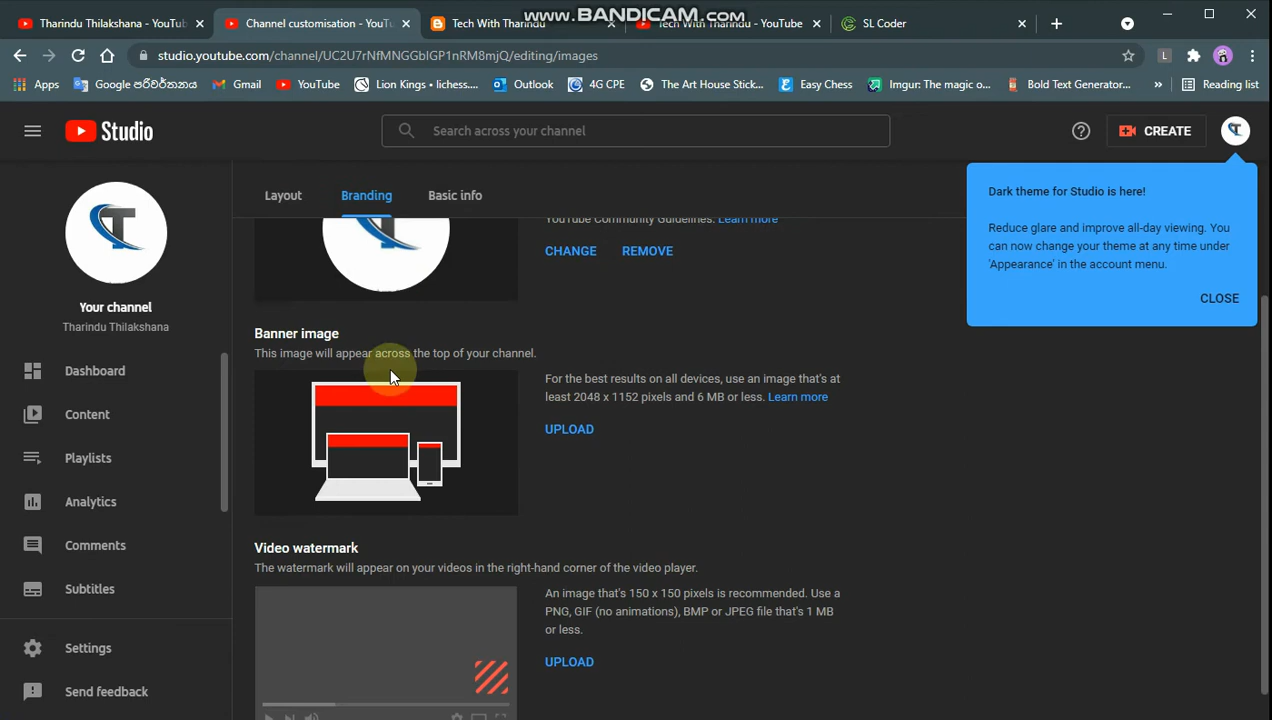 www.BANDICAM.com
Tharindu Thilakshana - YouTub
Channel customisation - YouTu
Tech With Tharindu
Tech With Tharindu - YouTube
SL Coder
studio.youtube.com/channel/UC2U7rNfMNGGbIGP1nRM8mjQ/editing/images
L
Apps
Google පරිවර්තනය
Gmail
YouTube
Lion Kings • lichess....
Outlook
4G CPE
The Art House Stick...
Easy Chess
Imgur: The magic o...
Bold Text Generator...
»
Reading list
Studio
Search across your channel
CREATE
Dark theme for Studio is here!
Reduce glare and improve all-day viewing. You
can now change your theme at any time under
'Appearance' in the account menu.
CLOSE
Your channel
Tharindu Thilakshana
Dashboard
Content
Playlists
Analytics
Comments
Subtitles
Settings
Send feedback
Layout
Branding
Basic info
YouTube Community Guidelines. Learn more
CHANGE
REMOVE
Banner image
This image will appear across the top of your channel.
For the best results on all devices, use an image that's at
least 2048 x 1152 pixels and 6 MB or less. Learn more
UPLOAD
Video watermark
The watermark will appear on your videos in the right-hand corner of the video player.
An image that's 150 x 150 pixels is recommended. Use a
PNG, GIF (no animations), BMP or JPEG file that's 1 MB
or less.
UPLOAD